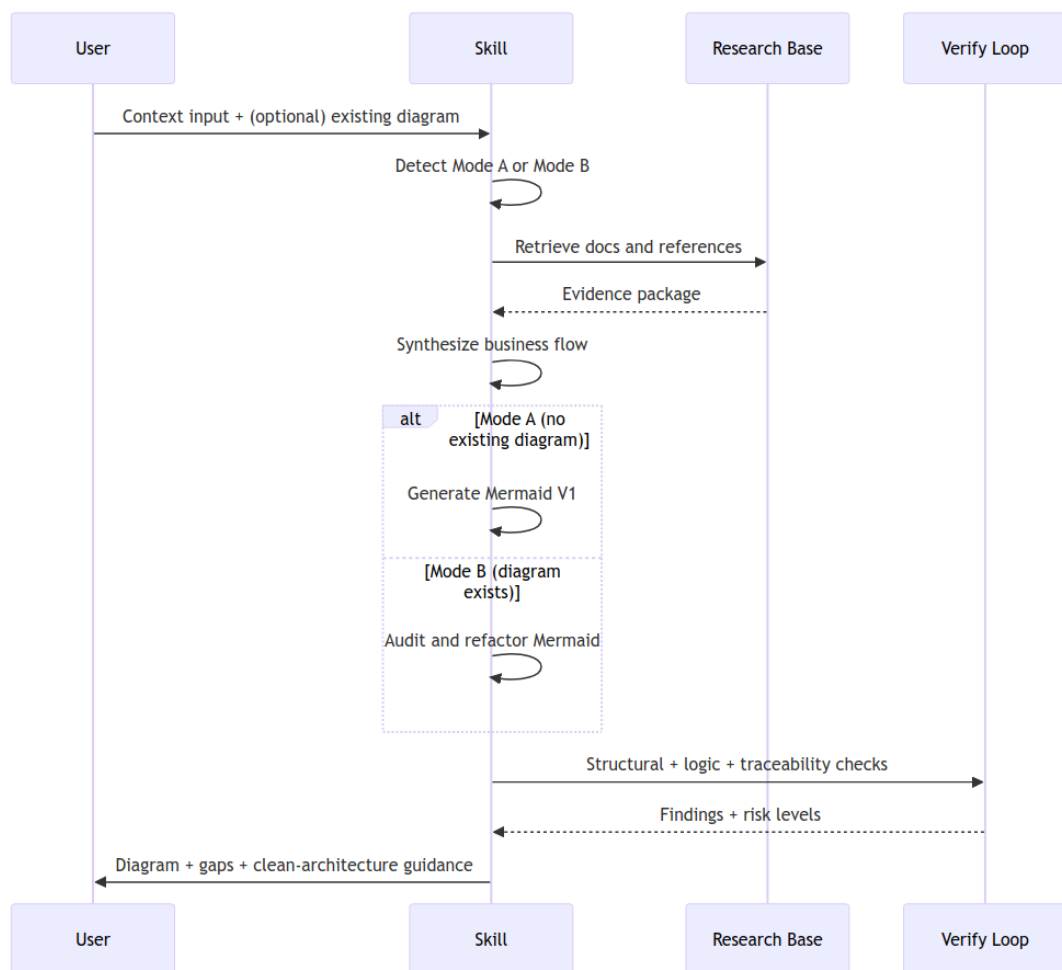 User
Skill
Research Base
Verify Loop
Context input + (optional) existing diagram
Detect Mode A or Mode B
Retrieve docs and references
Evidence package
Synthesize business flow
alt
[Mode A (no
existing diagram)]
Generate Mermaid V1
[Mode B (diagram
exists)]
Audit and refactor Mermaid
Structural + logic + traceability checks
Findings + risk levels
Diagram + gaps + clean-architecture guidance
User
Skill
Research Base
Verify Loop